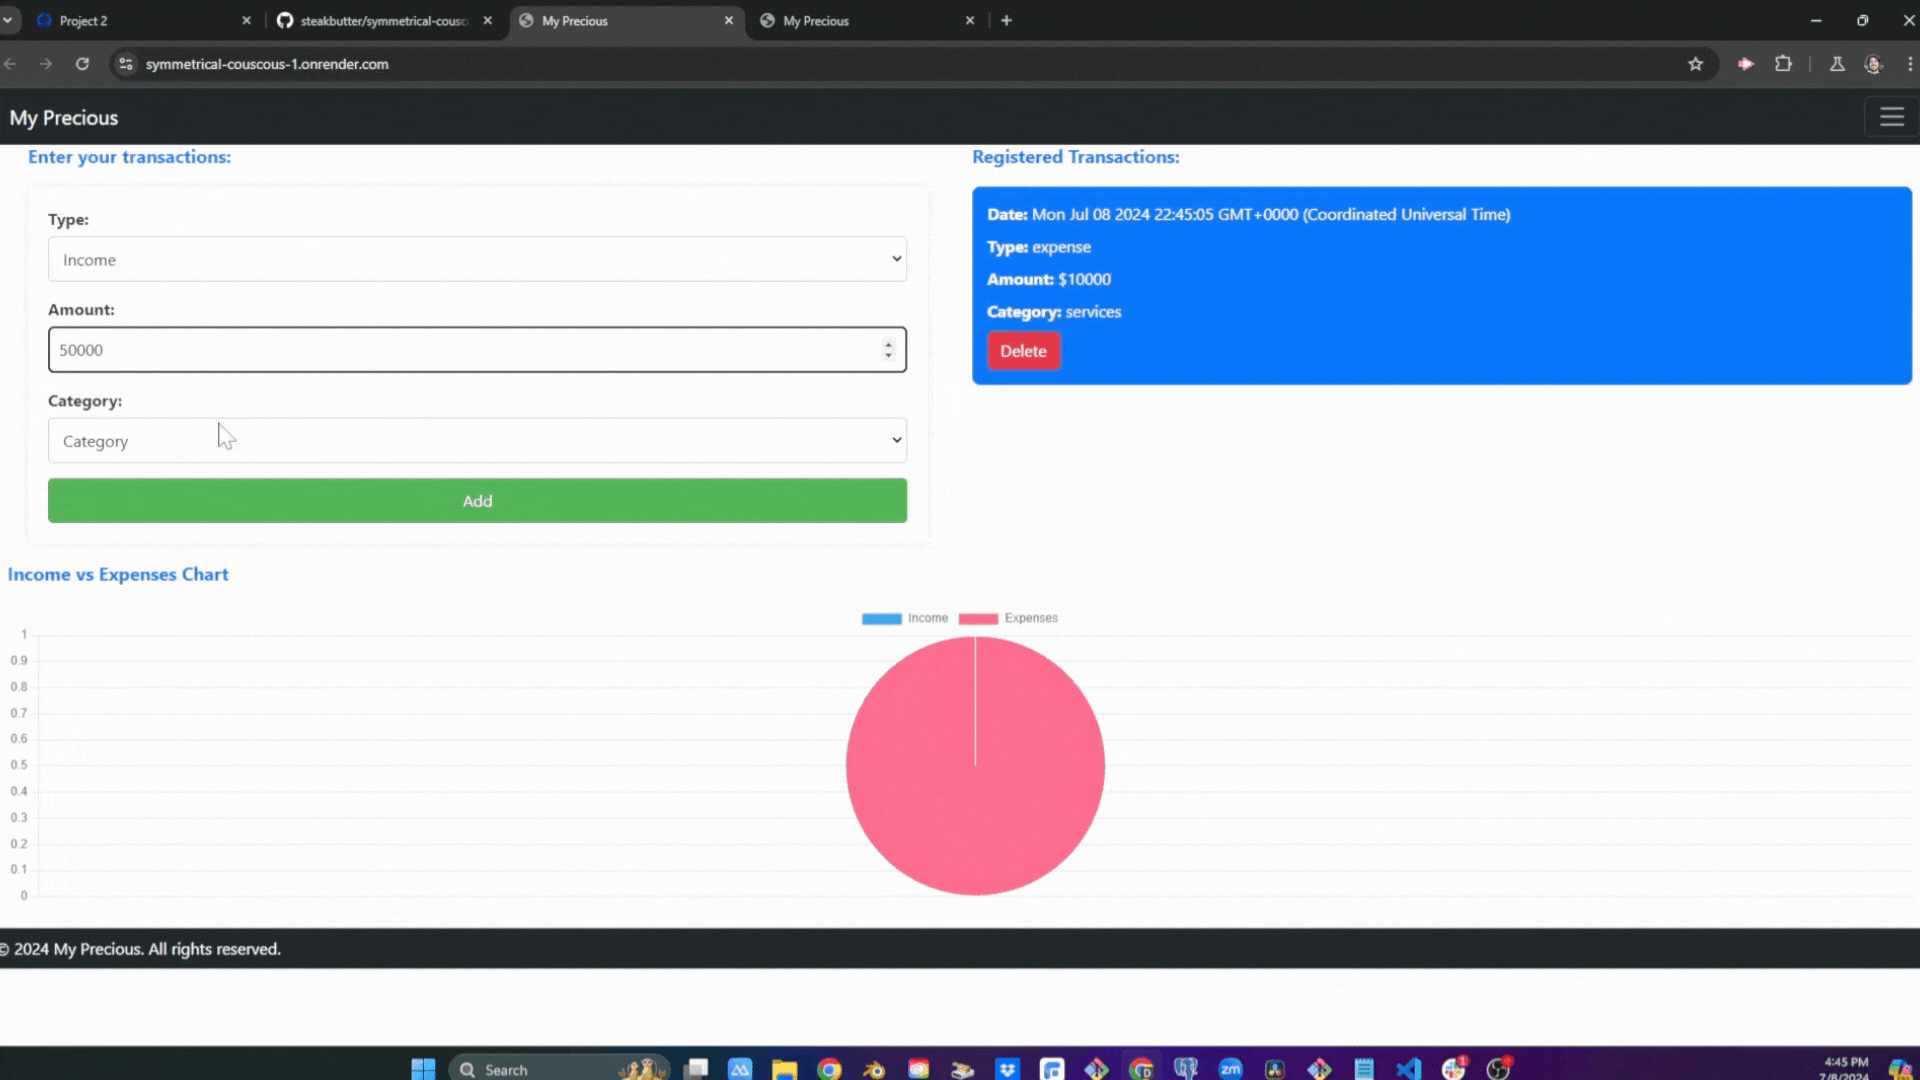 Project 2
steakbutter/symmetrical-cousc
My Precious
My Precious
symmetrical-couscous-1.onrender.com
My Precious
Enter your transactions:
Type:
Income
Amount:
50000
Category:
Category
Add
Registered Transactions:
Date: Mon Jul 08 2024 22:45:05 GMT+0000 (Coordinated Universal Time)
Type: expense
Amount: $10000
Category: services
Delete
Income vs Expenses Chart
Income
Expenses
1
0.9
0.8
0.7
0.6
0.5
0.4
0.3
0.2
0.1
0
© 2024 My Precious. All rights reserved.
Search
zm
1
4:45 PM
7/8/2024